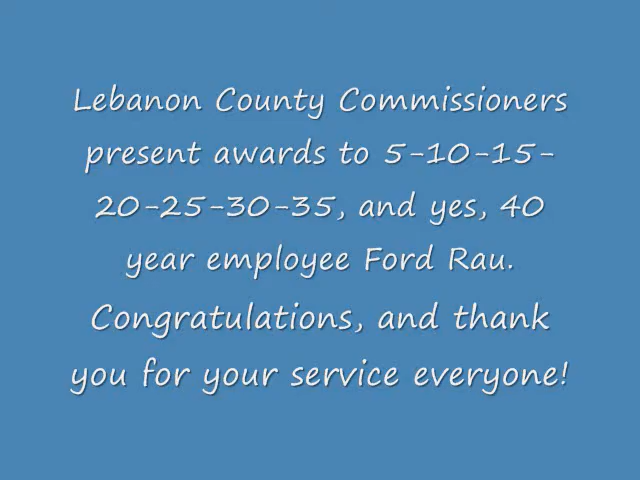 Lebanon County Commissioners
present awards to 5-10-15-
20-25-30-35, and yes, 40
year employee Ford Rau.
Congratulations, and thank
you for your service everyone!